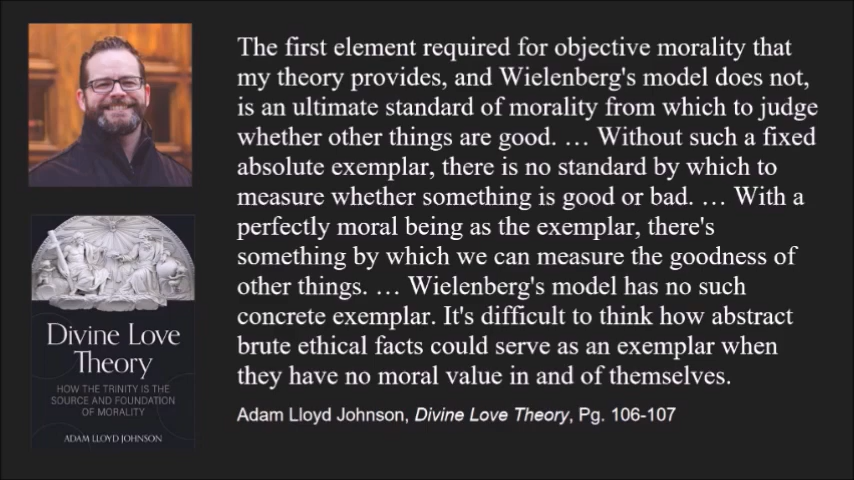 The first element required for objective morality that
my theory provides, and Wielenberg's model does not,
is an ultimate standard of morality from which to judge
whether other things are good. … Without such a fixed
absolute exemplar, there is no standard by which to
measure whether something is good or bad. … With a
perfectly moral being as the exemplar, there's
something by which we can measure the goodness of
other things. … Wielenberg's model has no such
concrete exemplar. It's difficult to think how abstract
brute ethical facts could serve as an exemplar when
they have no moral value in and of themselves.
Adam Lloyd Johnson, Divine Love Theory, Pg. 106-107
Divine Love
Theory
HOW THE TRINITY IS THE
SOURCE AND FOUNDATION
OF MORALITY
ADAM LLOYD JOHNSON